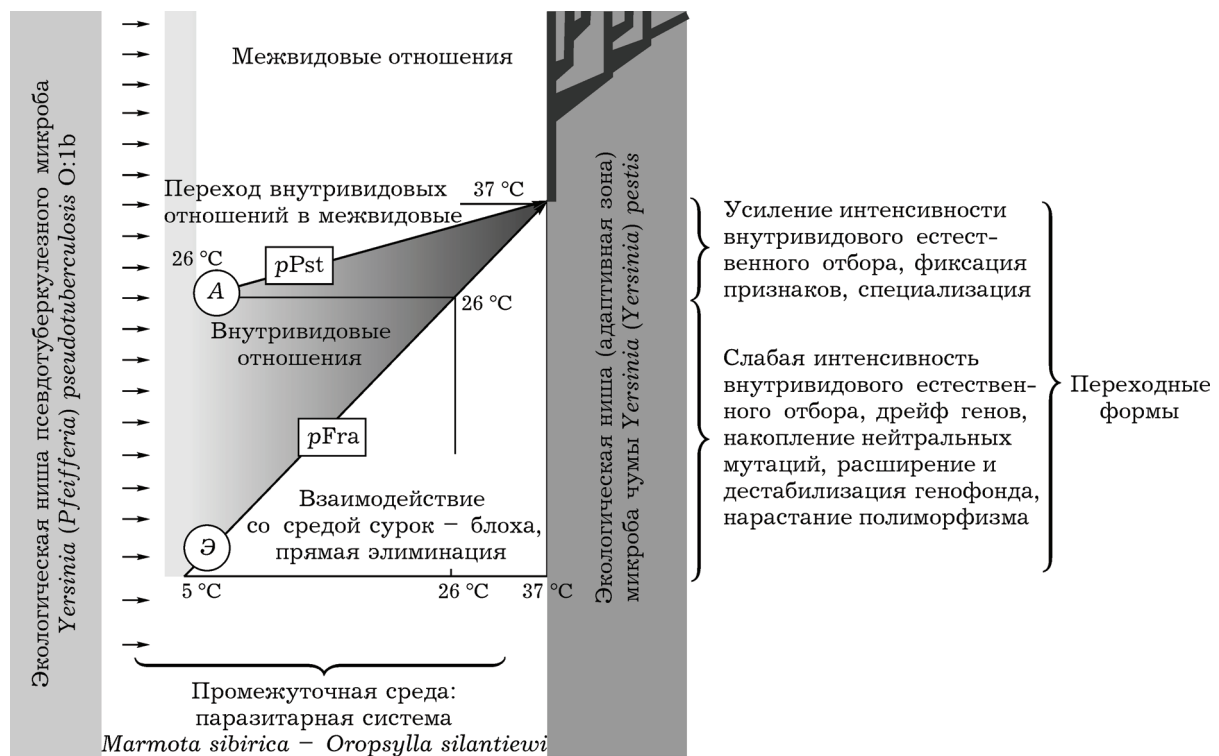 Экологическая ниша псевдотуберкулезного микроба
Yersinia (Pfeifferia) pseudotuberculosis O:1b
Межвидовые отношения
Переход внутривидовых
отношений в межвидовые
37 °C
26 °C
A
pPst
26 °C
Внутривидовые
отношения
pFra
Взаимодействие
со средой сурок – блоха,
прямая элиминация
Э
5 °C
26 °C
37 °C
Промежуточная среда:
паразитарная система
Marmota sibirica – Oropsylla silantiewi
Экологическая ниша (адаптивная зона)
микроба чумы Yersinia (Yersinia) pestis
Усиление интенсивности
внутривидового естест-
венного отбора, фиксация
признаков, специализация
Слабая интенсивность
внутривидового естествен-
ного отбора, дрейф генов,
накопление нейтральных
мутаций, расширение и
дестабилизация генофонда,
нарастание полиморфизма
Переходные
формы